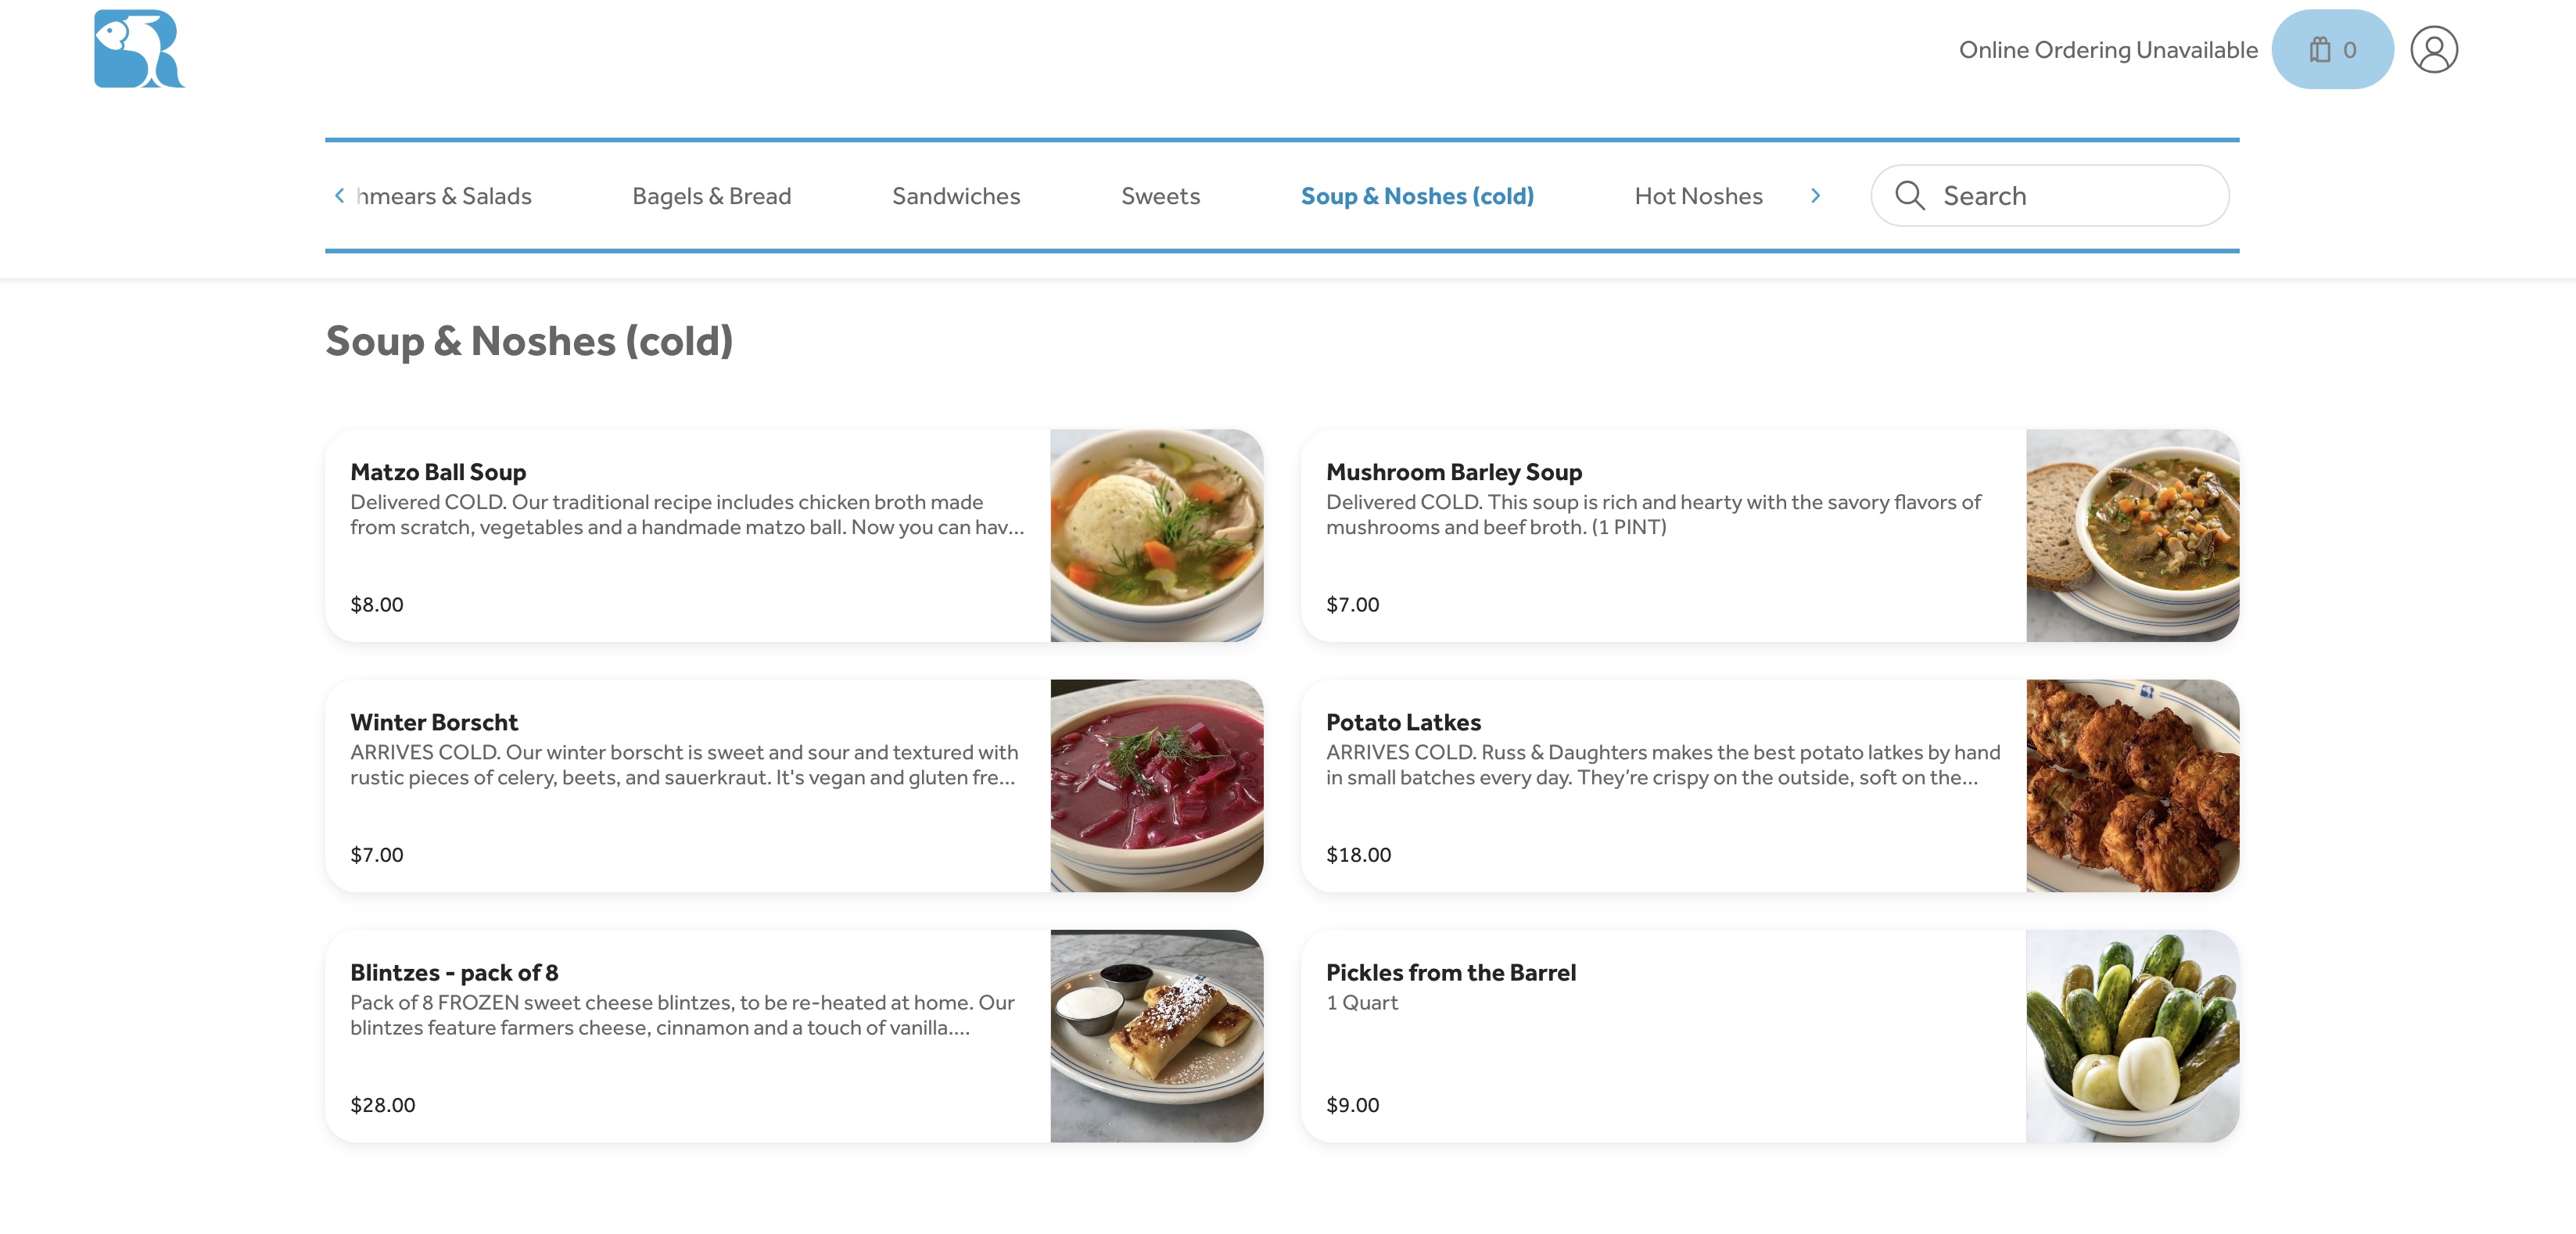 Online Ordering Unavailable
0
hmears & Salads
Bagels & Bread
Sandwiches
Sweets
Soup & Noshes (cold)
Hot Noshes
Search
Soup & Noshes (cold)
Matzo Ball Soup
Delivered COLD. Our traditional recipe includes chicken broth made
from scratch, vegetables and a handmade matzo ball. Now you can hav...
$8.00
Mushroom Barley Soup
Delivered COLD. This soup is rich and hearty with the savory flavors of
mushrooms and beef broth. (1 PINT)
$7.00
Winter Borscht
ARRIVES COLD. Our winter borscht is sweet and sour and textured with
rustic pieces of celery, beets, and sauerkraut. It's vegan and gluten fre...
$7.00
Potato Latkes
ARRIVES COLD. Russ & Daughters makes the best potato latkes by hand
in small batches every day. They’re crispy on the outside, soft on the...
$18.00
Blintzes - pack of 8
Pack of 8 FROZEN sweet cheese blintzes, to be re-heated at home. Our
blintzes feature farmers cheese, cinnamon and a touch of vanilla....
$28.00
Pickles from the Barrel
1 Quart
$9.00